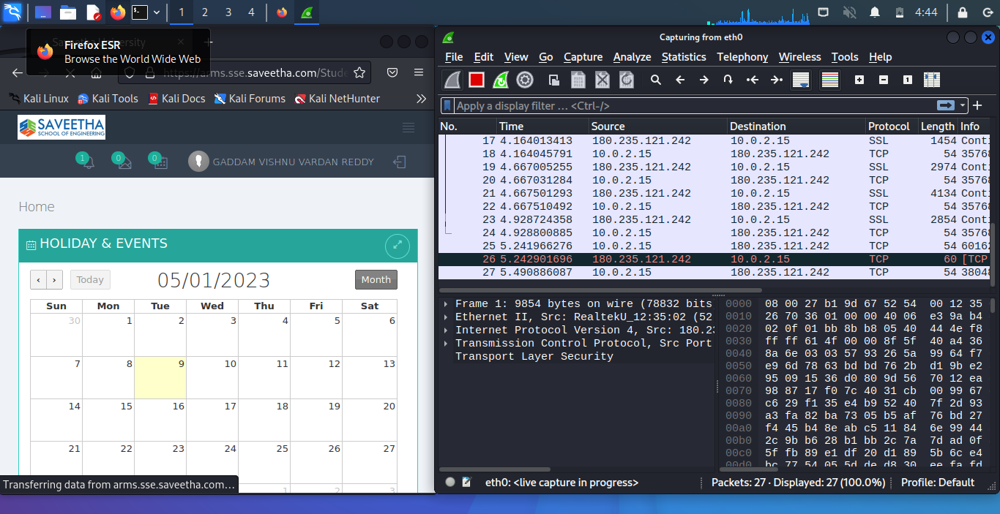 1 2 3 4 4:44
Saveetha University
Firefox ESR
Browse the World Wide Web
https://arms.sse.saveetha.com/Stude
Kali Linux Kali Tools Kali Docs Kali Forums Kali NetHunter
SAVEETHA
SCHOOL OF ENGINEERING
1 0 0 GADDAM VISHNU VARDAN REDDY
Home
HOLIDAY & EVENTS
‹ › Today 05/01/2023 Month
Sun Mon Tue Wed Thu Fri Sat
30 1 2 3 4 5 6
7 8 9 10 11 12 13
14 15 16 17 18 19 20
21 22 23 24 25 26 27
1 2 3
Transferring data from arms.sse.saveetha.com…
Capturing from eth0
File Edit View Go Capture Analyze Statistics Telephony Wireless Tools Help
Apply a display filter … <Ctrl-/>
No. Time Source Destination Protocol Length Info
17 4.164013413 180.235.121.242 10.0.2.15 SSL 1454 Conti
18 4.164045791 10.0.2.15 180.235.121.242 TCP 54 35768
19 4.667005255 180.235.121.242 10.0.2.15 SSL 2974 Conti
20 4.667031284 10.0.2.15 180.235.121.242 TCP 54 35768
21 4.667501293 180.235.121.242 10.0.2.15 SSL 4134 Conti
22 4.667510492 10.0.2.15 180.235.121.242 TCP 54 35768
23 4.928724358 180.235.121.242 10.0.2.15 SSL 2854 Conti
24 4.928800885 10.0.2.15 180.235.121.242 TCP 54 35768
25 5.241966276 10.0.2.15 180.235.121.242 TCP 54 60162
26 5.242901696 180.235.121.242 10.0.2.15 TCP 60 [TCP
27 5.490886087 10.0.2.15 180.235.121.242 TCP 54 38048
Frame 1: 9854 bytes on wire (78832 bits
Ethernet II, Src: RealtekU_12:35:02 (52
Internet Protocol Version 4, Src: 180.23
Transmission Control Protocol, Src Port
Transport Layer Security
0000 08 00 27 b1 9d 67 52 54 00 12 35
0010 26 70 36 01 00 00 40 06 e3 9a b4
0020 02 0f 01 bb 8b b8 05 40 44 4e f8
0030 ff ff 61 4f 00 00 8f 5f 40 a4 36
0040 8a 6e 03 03 57 93 26 5a 99 64 f7
0050 e9 6d 78 63 bd bd 76 2b d1 9b e2
0060 95 09 15 36 d0 80 9d 56 70 12 ea
0070 98 87 17 f0 7c 40 31 cb 00 99 67
0080 c6 29 f1 35 e4 b9 52 40 7f 2d 93
0090 a3 fa 82 ba 73 05 b5 af 76 bd 27
00a0 f4 45 b4 8e ab c5 11 84 6e 99 44
00b0 2c 9b b6 28 b1 bb 2c 7a 7d ad 0f
00c0 5f fb 89 e1 df 20 d1 89 5b 6c e4
00d0 bc 77 54 05 5d de d8 30 ee fa fd
eth0: <live capture in progress> Packets: 27 · Displayed: 27 (100.0%) Profile: Default